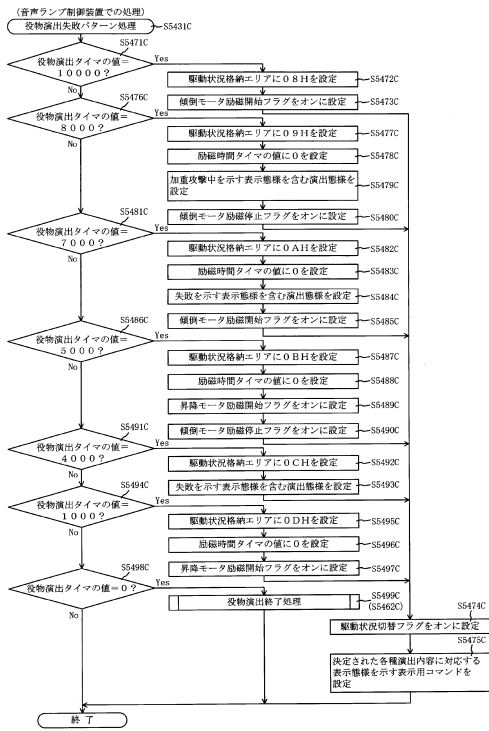 (音声ランプ制御装置での処理)
役物演出失敗パターン処理
S5431C
S5471C
役物演出タイマの値=
10000?
Yes
No
駆動状況格納エリアに08Hを設定
S5472C
傾倒モータ励磁開始フラグをオンに設定
S5473C
S5476C
役物演出タイマの値=
8000?
Yes
No
駆動状況格納エリアに09Hを設定
S5477C
励磁時間タイマの値に0を設定
S5478C
加重攻撃中を示す表示態様を含む演出態様を
設定
S5479C
傾倒モータ励磁停止フラグをオンに設定
S5480C
S5481C
役物演出タイマの値=
7000?
Yes
No
駆動状況格納エリアに0AHを設定
S5482C
励磁時間タイマの値に0を設定
S5483C
失敗を示す表示態様を含む演出態様を設定
S5484C
傾倒モータ励磁開始フラグをオンに設定
S5485C
S5486C
役物演出タイマの値=
5000?
Yes
No
駆動状況格納エリアに0BHを設定
S5487C
励磁時間タイマの値に0を設定
S5488C
昇降モータ励磁開始フラグをオンに設定
S5489C
傾倒モータ励磁停止フラグをオンに設定
S5490C
S5491C
役物演出タイマの値=
4000?
Yes
No
駆動状況格納エリアに0CHを設定
S5492C
失敗を示す表示態様を含む演出態様を設定
S5493C
S5494C
役物演出タイマの値=
1000?
Yes
No
駆動状況格納エリアに0DHを設定
S5495C
励磁時間タイマの値に0を設定
S5496C
昇降モータ励磁開始フラグをオンに設定
S5497C
S5498C
役物演出タイマの値=0?
Yes
No
役物演出終了処理
S5499C
(S5462C)
S5474C
駆動状況切替フラグをオンに設定
S5475C
決定された各種演出内容に対応する
表示態様を示す表示用コマンドを
設定
終了